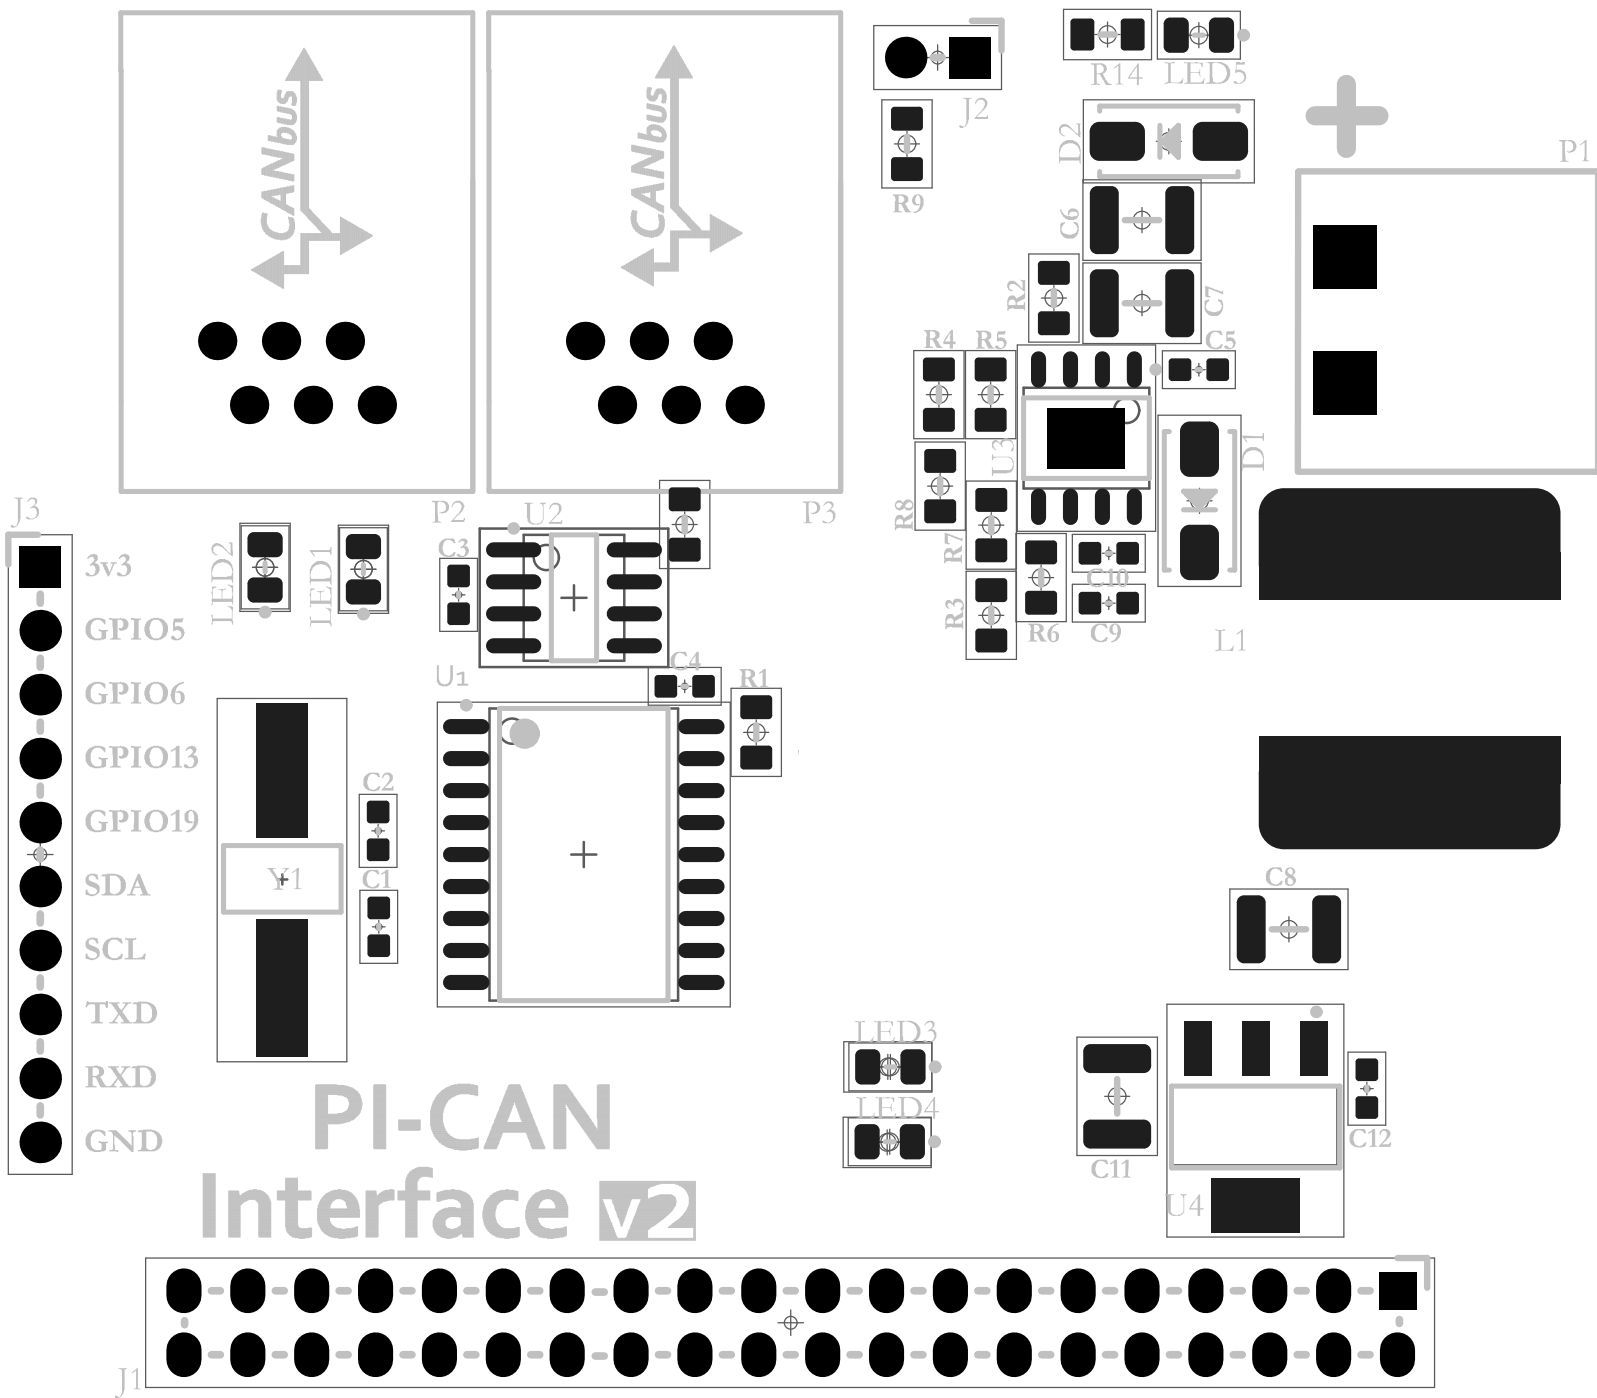 CANbus
CANbus
J2
R14
LED5
D2
P1
R9
C6
R2
C7
R4
R5
C5
U3
D1
R8
R7
C10
R3
R6
C9
L1
J3
P2
U2
P3
LED2
LED1
C3
3v3
GPIO5
GPIO6
GPIO13
GPIO19
SDA
SCL
TXD
RXD
GND
U1
C4
R1
C2
Y1
C1
C8
LED3
LED4
C11
C12
U4
PI-CAN
Interface v2
J1